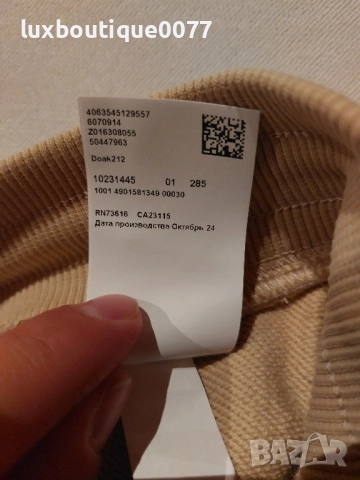 luxboutique0077
4063545129557
6070914
Z016308055
50447963
Doak212
10231445 01 285
1001 4901581349 00030
RN73616 CA23115
Дата производства Октябрь 24
BAZAR